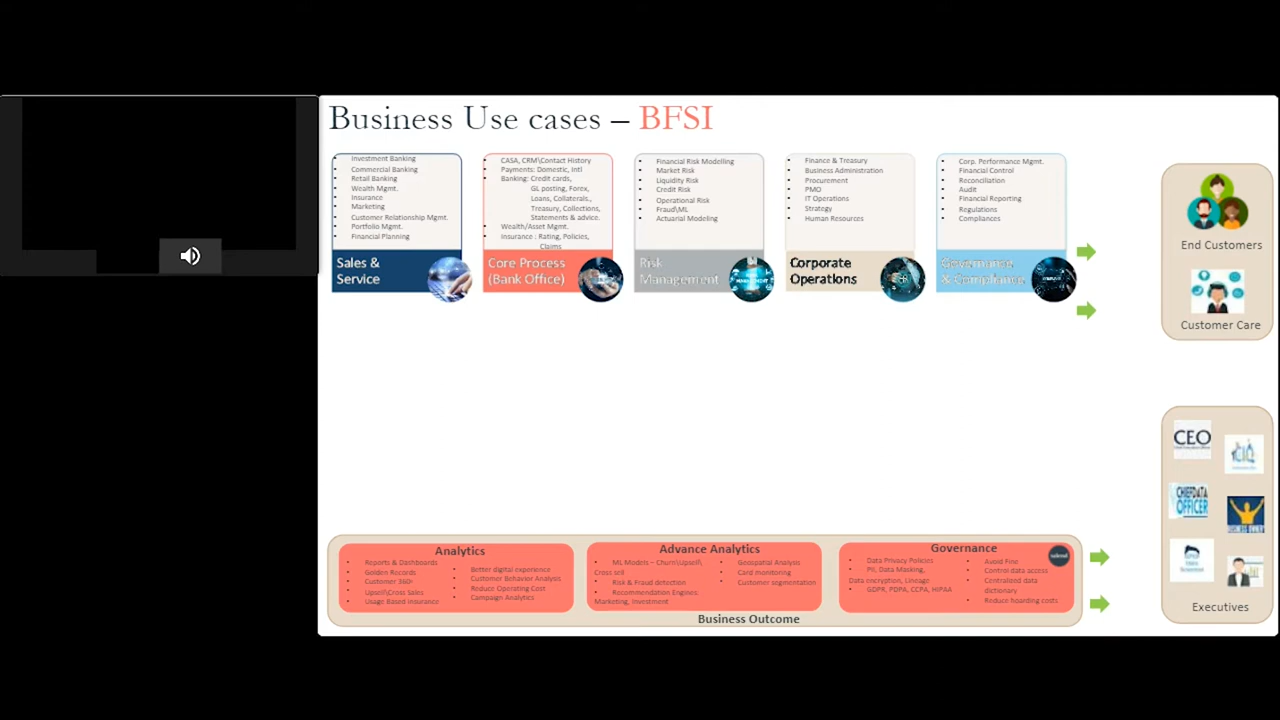 Business Use cases – BFSI
Investment Banking
Commercial Banking
Retail Banking
Wealth Mgmt.
Insurance
Marketing
Customer Relationship Mgmt.
Portfolio Mgmt.
Financial Planning
Sales &
Service
CASA, CRM\Contact History
Payments: Domestic, Intl
Banking: Credit cards,
GL posting, Forex,
Loans, Collaterals.,
Treasury, Collections,
Statements & advice.
Wealth/Asset Mgmt.
Insurance : Rating, Policies,
Claims
Core Process
(Bank Office)
Financial Risk Modelling
Market Risk
Liquidity Risk
Credit Risk
Operational Risk
Fraud\ML
Actuarial Modeling
Risk
Management
Finance & Treasury
Business Administration
Procurement
PMO
IT Operations
Strategy
Human Resources
Corporate
Operations
Corp. Performance Mgmt.
Financial Control
Reconciliation
Audit
Financial Reporting
Regulations
Compliances
Governance
& Compliance
End Customers
Customer Care
CEO
CHIEF DATA
OFFICER
Executives
Analytics
Reports & Dashboards
Golden Records
Customer 360°
Upsell\Cross Sales
Usage Based insurance
Better digital experience
Customer Behavior Analysis
Reduce Operating Cost
Campaign Analytics
Advance Analytics
ML Models – Churn\Upsell\
Cross sell
Risk & Fraud detection
Recommendation Engines:
Marketing, Investment
Geospatial Analysis
Card monitoring
Customer segmentation
Governance
Data Privacy Policies
PII, Data Masking,
Data encryption, Lineage
GDPR, PDPA, CCPA, HIPAA
Avoid Fine
Control data access
Centralized data
dictionary
Reduce hoarding costs
talend
Business Outcome